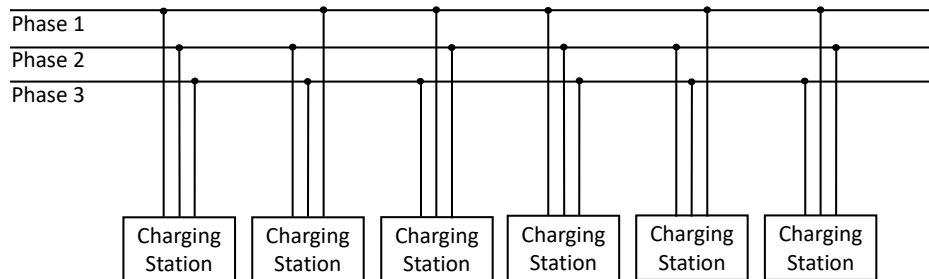 Phase 1
Phase 2
Phase 3
Charging
Station
Charging
Station
Charging
Station
Charging
Station
Charging
Station
Charging
Station